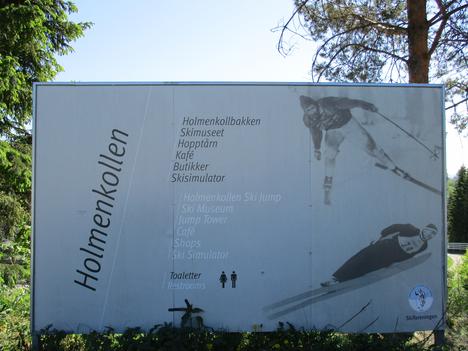 Holmenkollen
Holmenkollbakken
Skimuseet
Hopptårn
Kafé
Butikker
Skisimulator
Holmenkollen Ski Jump
Ski Museum
Jump Tower
Café
Shops
Ski Simulator
Toaletter
Restrooms
Skiforeningen